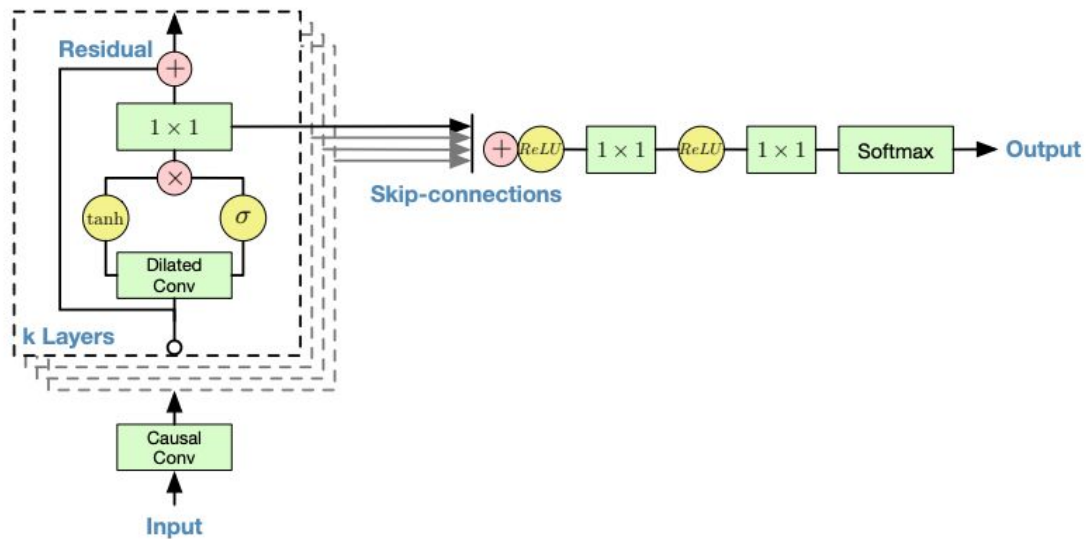 Residual
+
1 × 1
×
tanh
σ
Dilated
Conv
k Layers
Causal
Conv
Input
Skip-connections
+
ReLU
1 × 1
ReLU
1 × 1
Softmax
Output